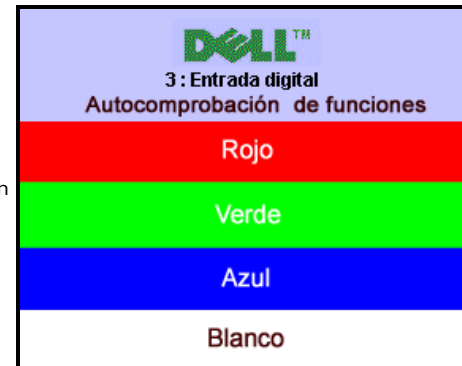 DELL™
3 : Entrada digital
Autocomprobación de funciones
Rojo
n
Verde
Azul
Blanco